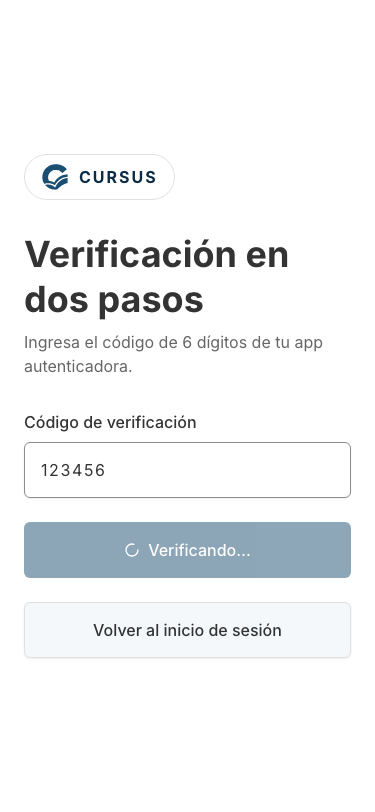 CURSUS
Verificación en
dos pasos
Ingresa el código de 6 dígitos de tu app
autenticadora.
Código de verificación
123456
Verificando...
Volver al inicio de sesión